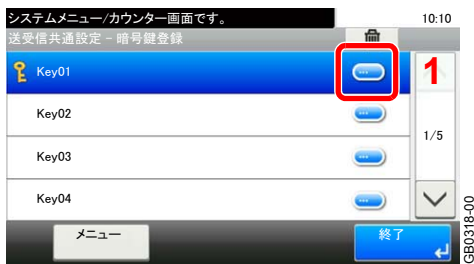 システムメニュー/カウンター画面です。
10:10
送受信共通設定 - 暗号鍵登録
Key01
1
Key02
1/5
Key03
Key04
メニュー
終了
GB0318-00